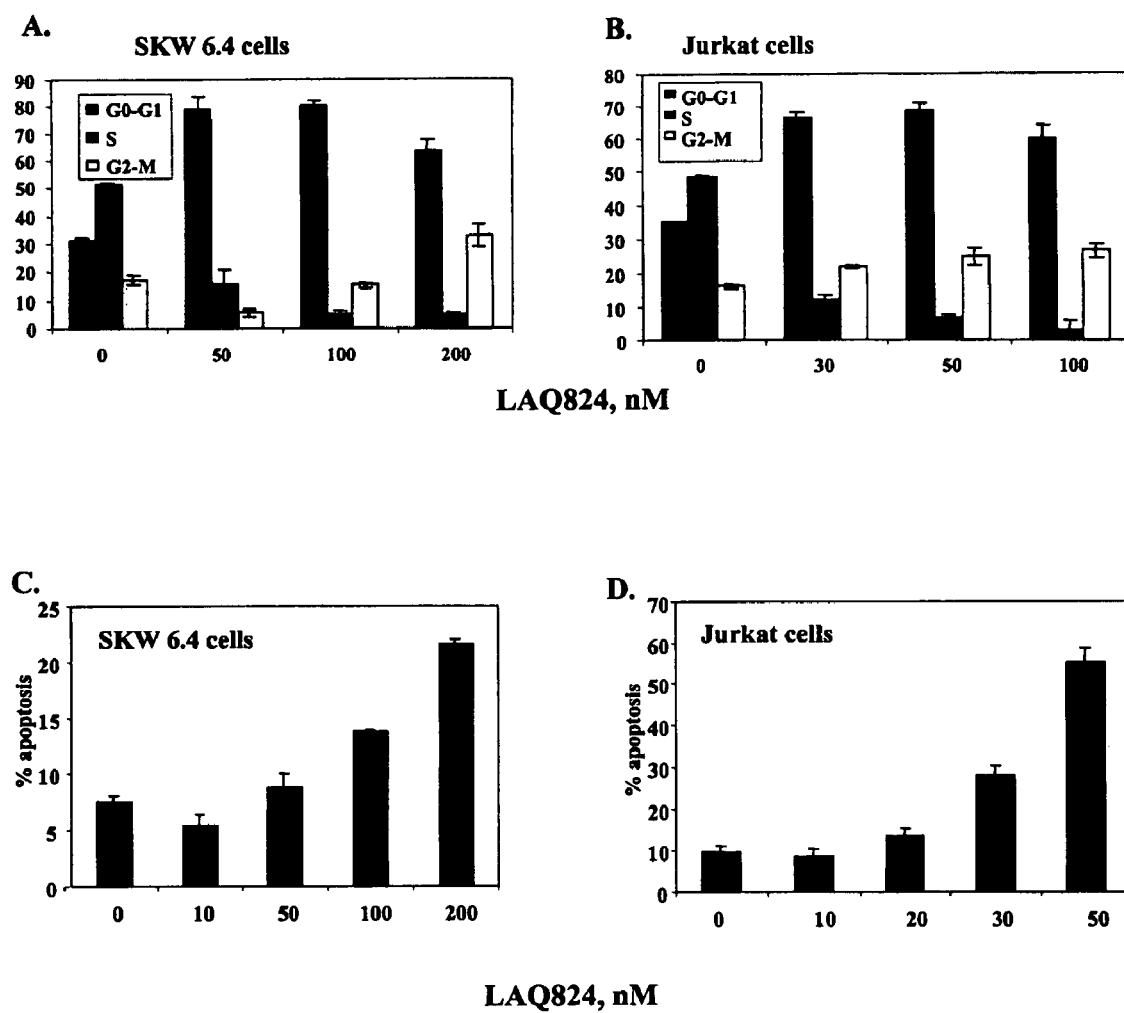 A.
SKW 6.4 cells
90
80
70
60
50
40
30
20
10
0
G0-G1
S
G2-M
0 50 100 200
B.
Jurkat cells
80
70
60
50
40
30
20
10
0
G0-G1
S
G2-M
0 30 50 100
LAQ824, nM
C.
SKW 6.4 cells
% apoptosis
25
20
15
10
5
0
0 10 50 100 200
D.
Jurkat cells
% apoptosis
70
60
50
40
30
20
10
0
0 10 20 30 50
LAQ824, nM